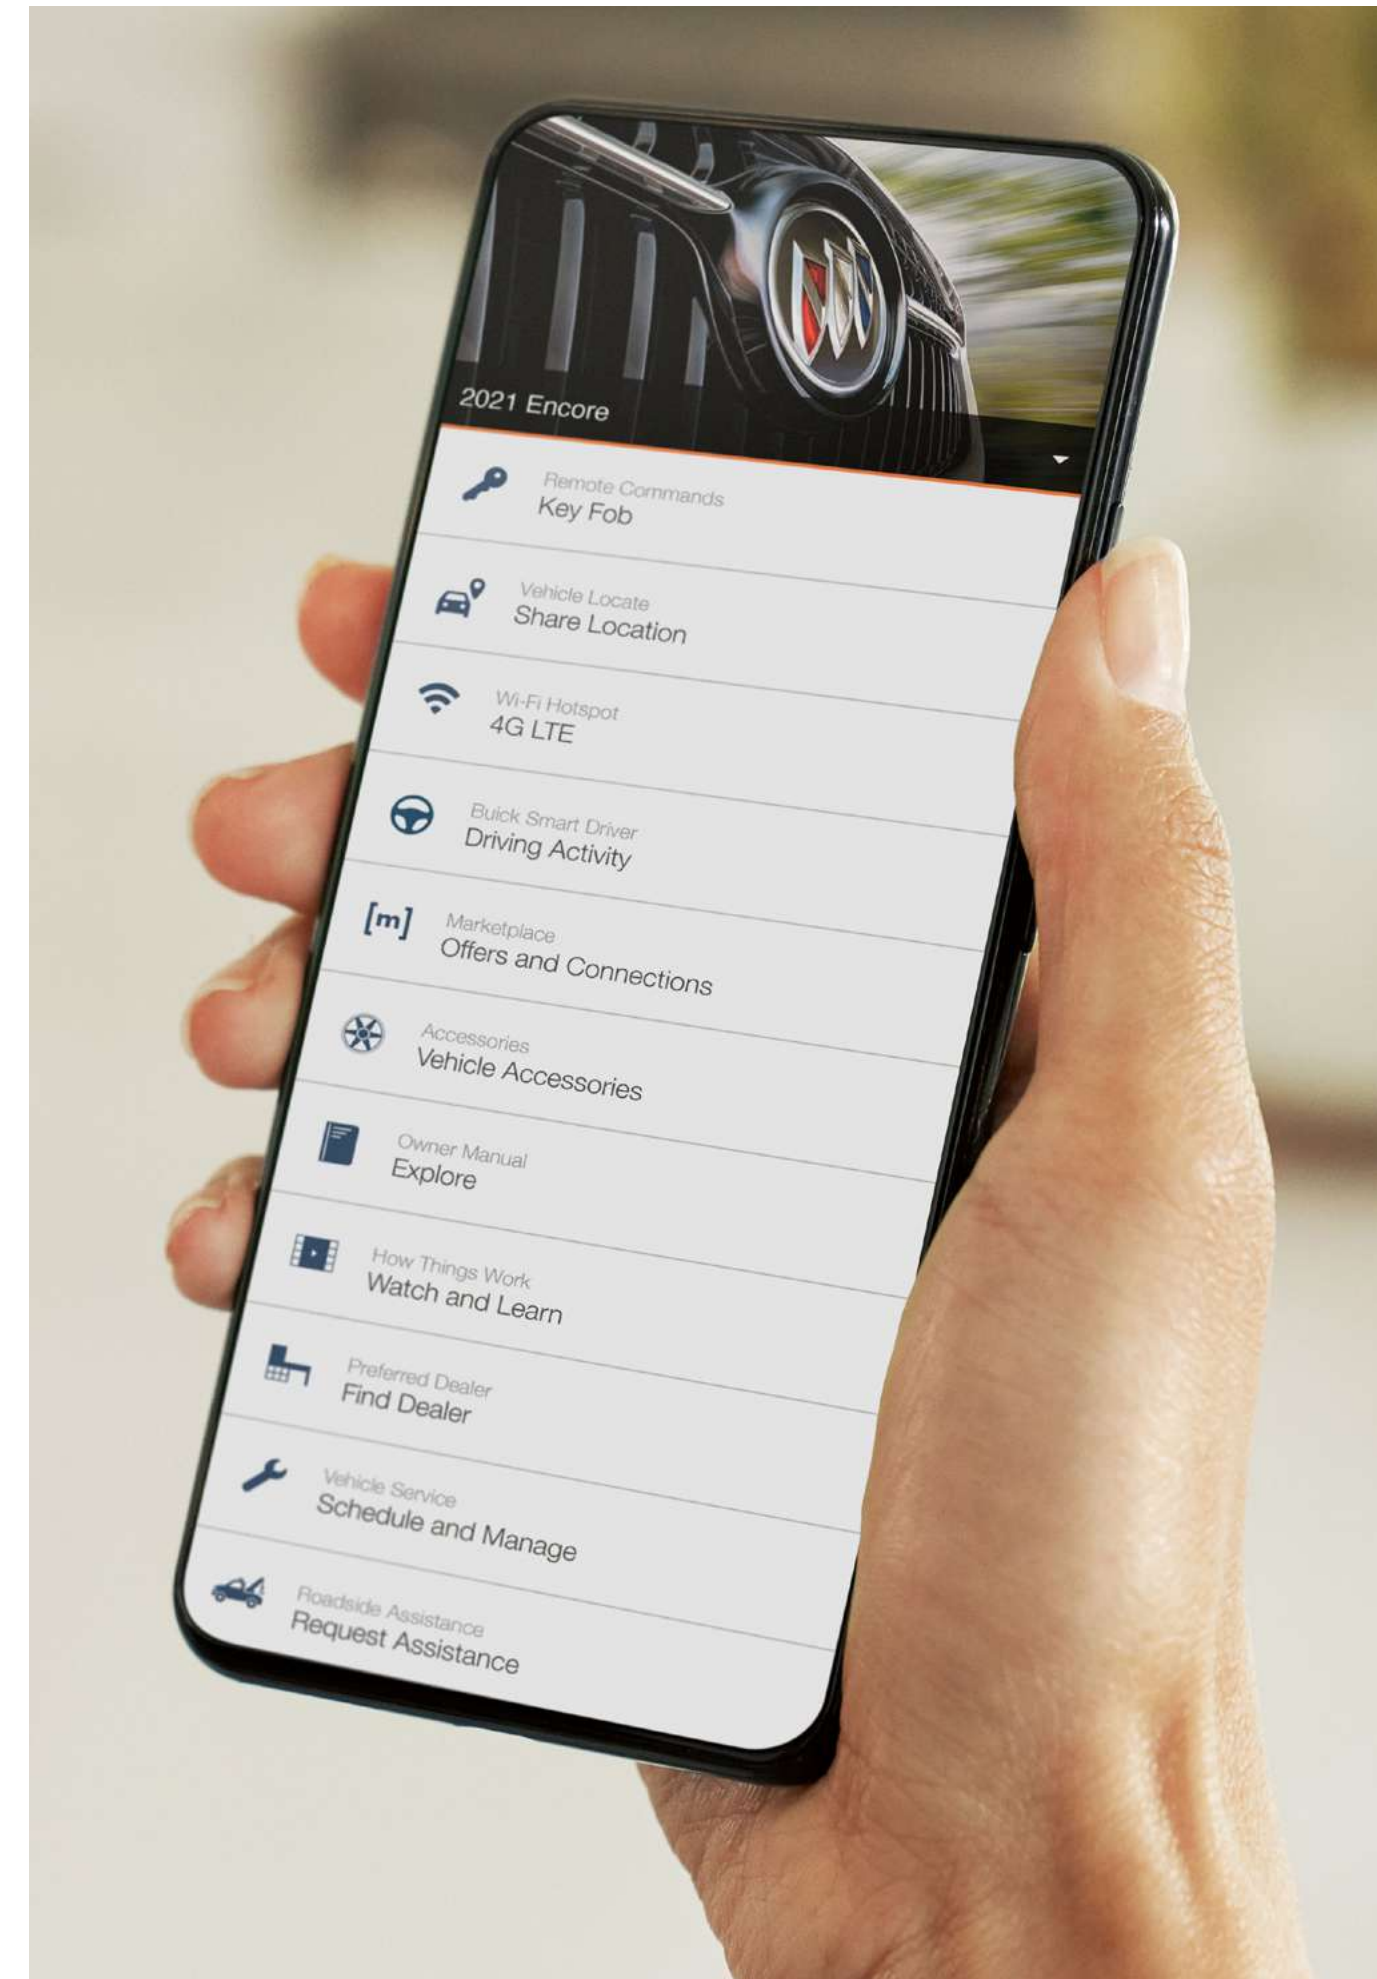 2021 Encore
Remote Commands
Key Fob
Vehicle Locate
Share Location
Wi-Fi Hotspot
4G LTE
Buick Smart Driver
Driving Activity
[m]
Marketplace
Offers and Connections
Accessories
Vehicle Accessories
Owner Manual
Explore
How Things Work
Watch and Learn
Preferred Dealer
Find Dealer
Vehicle Service
Schedule and Manage
Roadside Assistance
Request Assistance